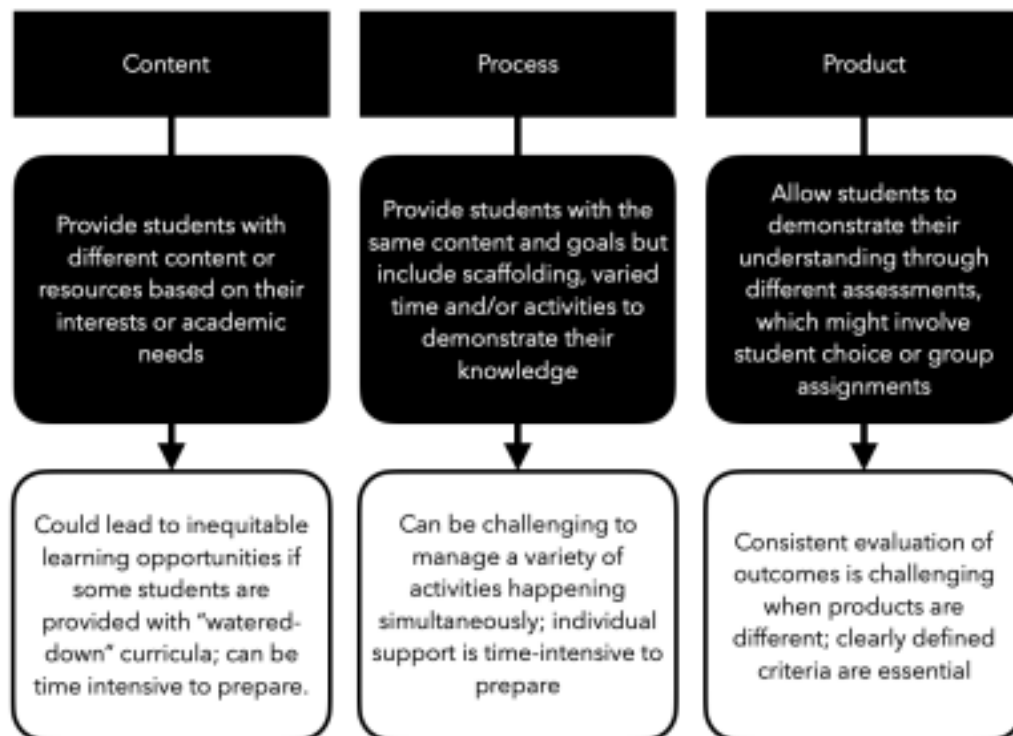 Content
Provide students with
different content or
resources based on their
interests or academic
needs
Could lead to inequitable
learning opportunities if
some students are
provided with “watered-
down” curricula; can be
time intensive to prepare.
Process
Provide students with the
same content and goals but
include scaffolding, varied
time and/or activities to
demonstrate their
knowledge
Can be challenging to
manage a variety of
activities happening
simultaneously; individual
support is time-intensive to
prepare
Product
Allow students to
demonstrate their
understanding through
different assessments,
which might involve
student choice or group
assignments
Consistent evaluation of
outcomes is challenging
when products are
different; clearly defined
criteria are essential